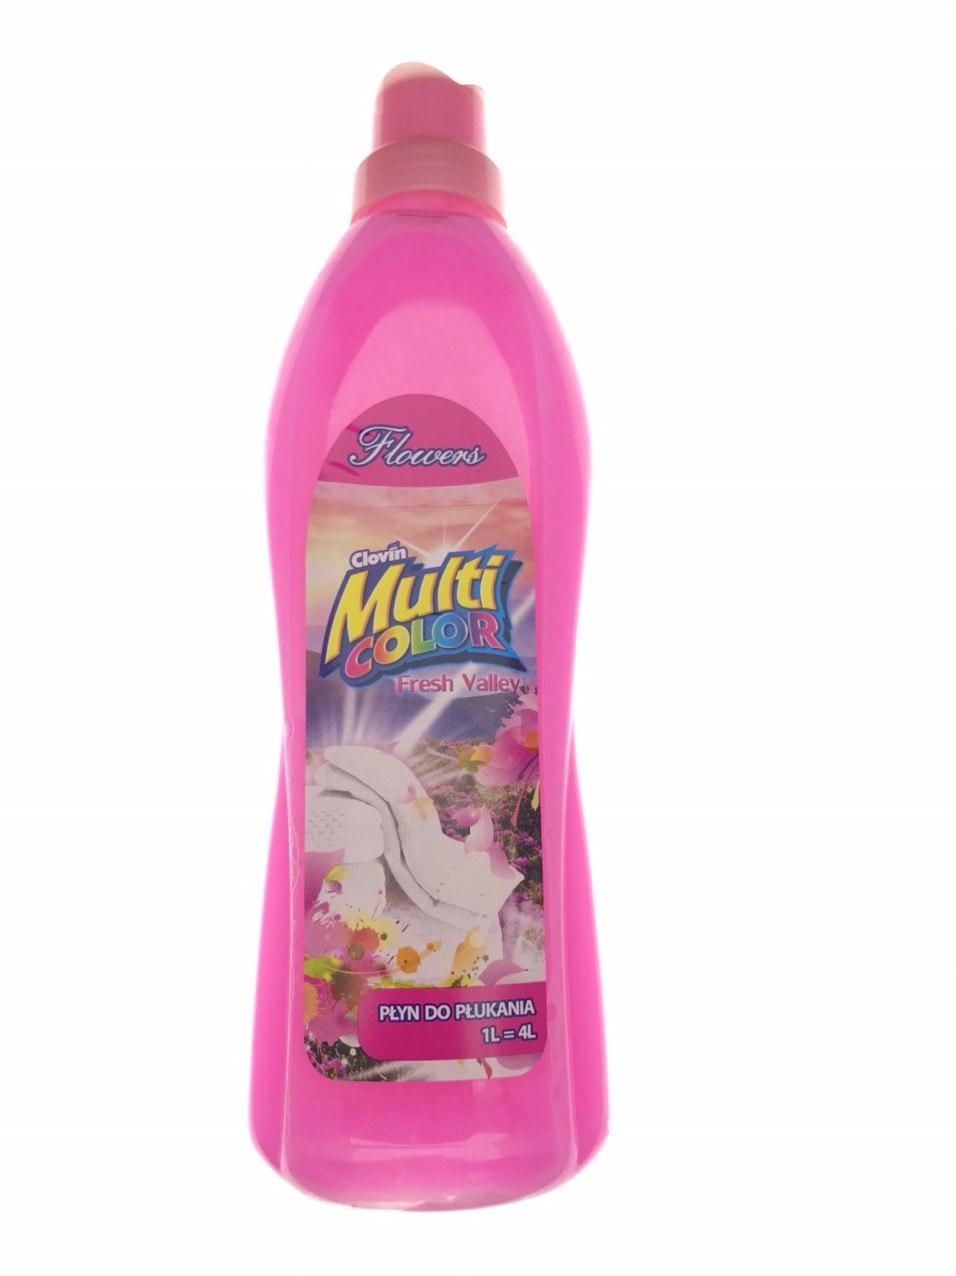 Flowers
Clovin
Multi
COLOR
Fresh Valley
PŁYN DO PŁUKANIA
1L = 4L